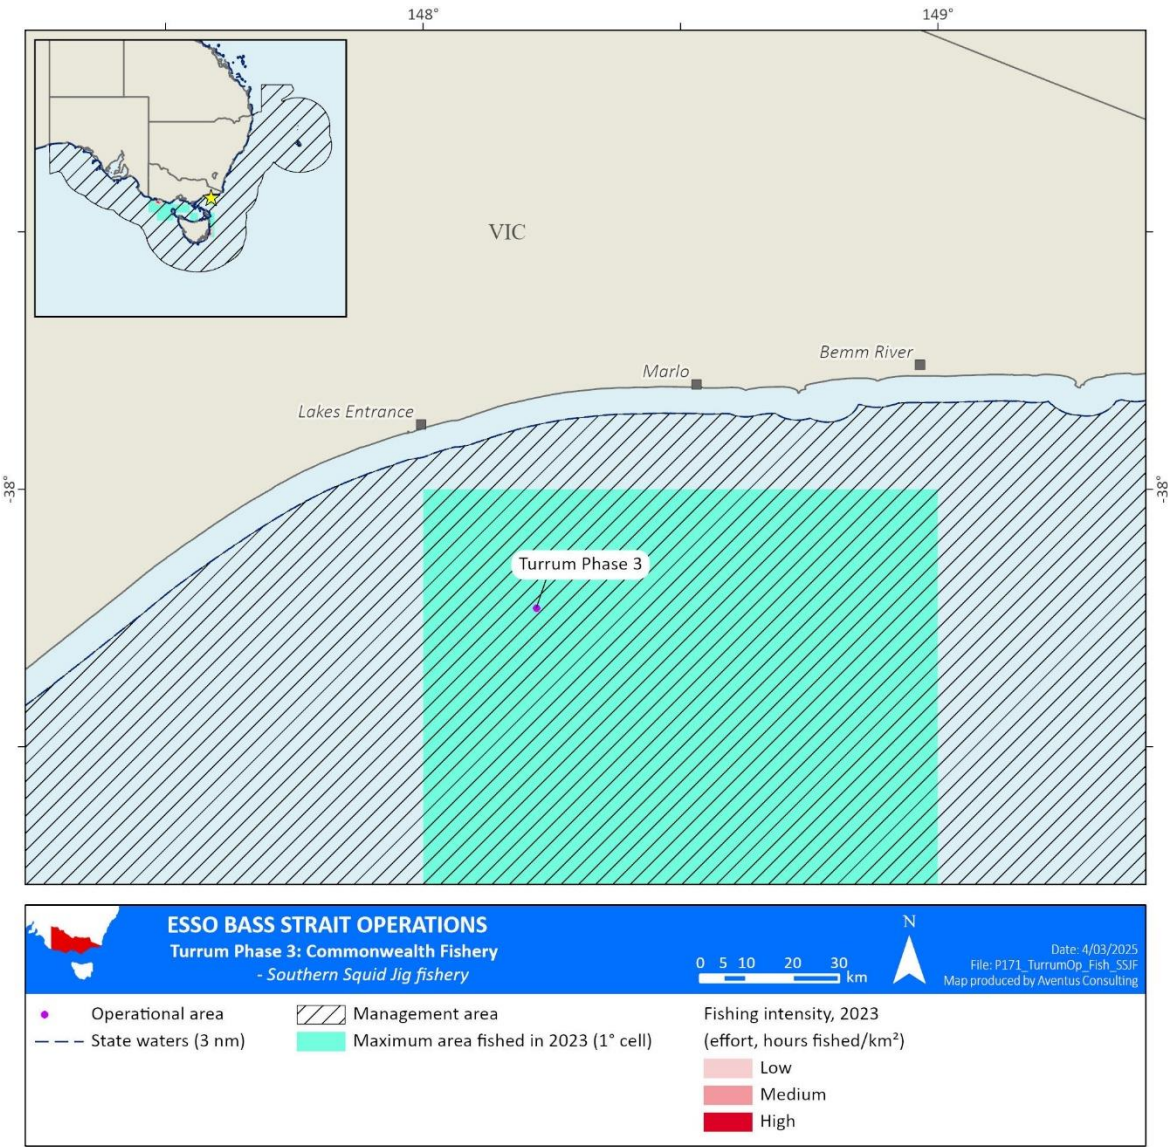 148°
149°
VIC
Bemm River
Marlo
Lakes Entrance
-38°
-38°
Turrum Phase 3
ESSO BASS STRAIT OPERATIONS
Turrum Phase 3: Commonwealth Fishery
- Southern Squid Jig fishery
0 5 10 20 30
km
N
Date: 4/03/2025
File: P171_TurrumOp_Fish_SSJF
Map produced by Aventus Consulting
Operational area
State waters (3 nm)
Management area
Maximum area fished in 2023 (1° cell)
Fishing intensity, 2023
(effort, hours fished/km²)
Low
Medium
High